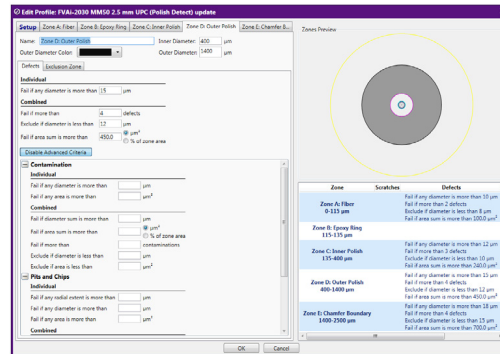 Edit Profile: FVAi-2030 MM50 2.5 mm UPC (Polish Detect) update
Setup Zone A: Fiber Zone B: Epoxy Ring Zone C: Inner Polish Zone D: Outer Polish Zone E: Chamfer B...
Name: Zone D: Outer Polish Inner Diameter: 400 µm
Outer Diameter Color: Outer Diameter: 1400 µm
Defects Exclusion Zone
Individual
Fail if any diameter is more than 15 µm
Combined
Fail if more than 4 defects
Exclude if diameter is less than 12 µm
Fail if area sum is more than 450.0 µm²
% of zone area
Disable Advanced Criteria
Contamination
Individual
Fail if any diameter is more than µm
Fail if any area is more than µm²
Combined
Fail if diameter sum is more than µm
Fail if area sum is more than µm²
% of zone area
Fail if more than contaminations
Exclude if diameter is less than µm
Exclude if area is less than µm²
Pits and Chips
Individual
Fail if any radial extent is more than µm
Fail if any diameter is more than µm
Fail if any area is more than µm²
Combined
Zones Preview
Zone Scratches Defects
Zone A: Fiber
0-115 µm
Fail if any diameter is more than 10 µm
Fail if more than 2 defects
Exclude if diameter is less than 8 µm
Fail if area sum is more than 100.0 µm²
Zone B: Epoxy Ring
115-135 µm
Zone C: Inner Polish
135-400 µm
Fail if any diameter is more than 12 µm
Fail if more than 3 defects
Exclude if diameter is less than 10 µm
Fail if area sum is more than 240.0 µm²
Zone D: Outer Polish
400-1400 µm
Fail if any diameter is more than 15 µm
Fail if more than 4 defects
Exclude if diameter is less than 12 µm
Fail if area sum is more than 450.0 µm²
Zone E: Chamfer Boundary
1400-2500 µm
Fail if any diameter is more than 18 µm
Fail if more than 4 defects
Exclude if diameter is less than 15 µm
Fail if area sum is more than 700.0 µm²
OK Cancel